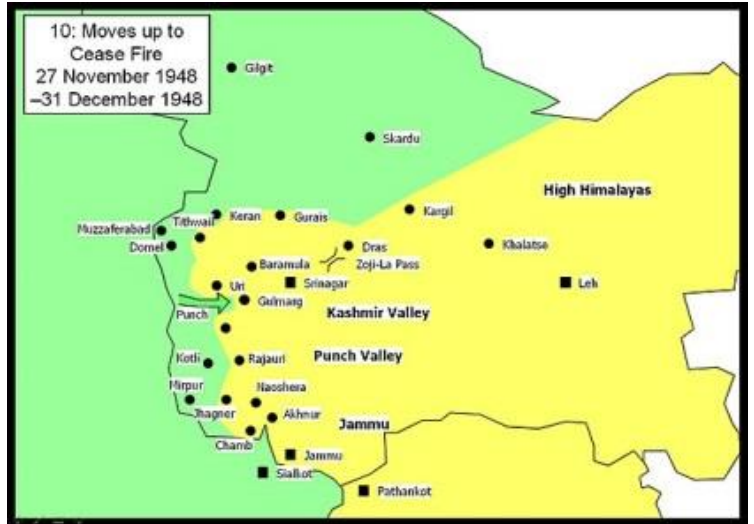 10: Moves up to
Cease Fire
27 November 1948
–31 December 1948
Gilgit
Skardu
High Himalayas
Keran
Gurais
Kargil
Tithwail
Muzzaferabad
Domel
Dras
Khalatse
Baramula
Zoji-La Pass
Uri
Srinagar
Leh
Gulmarg
Punch
Kashmir Valley
Punch Valley
Kotli
Rajauri
Mirpur
Naoshera
Jhagner
Akhnur
Jammu
Chamb
Jammu
Sialkot
Pathankot